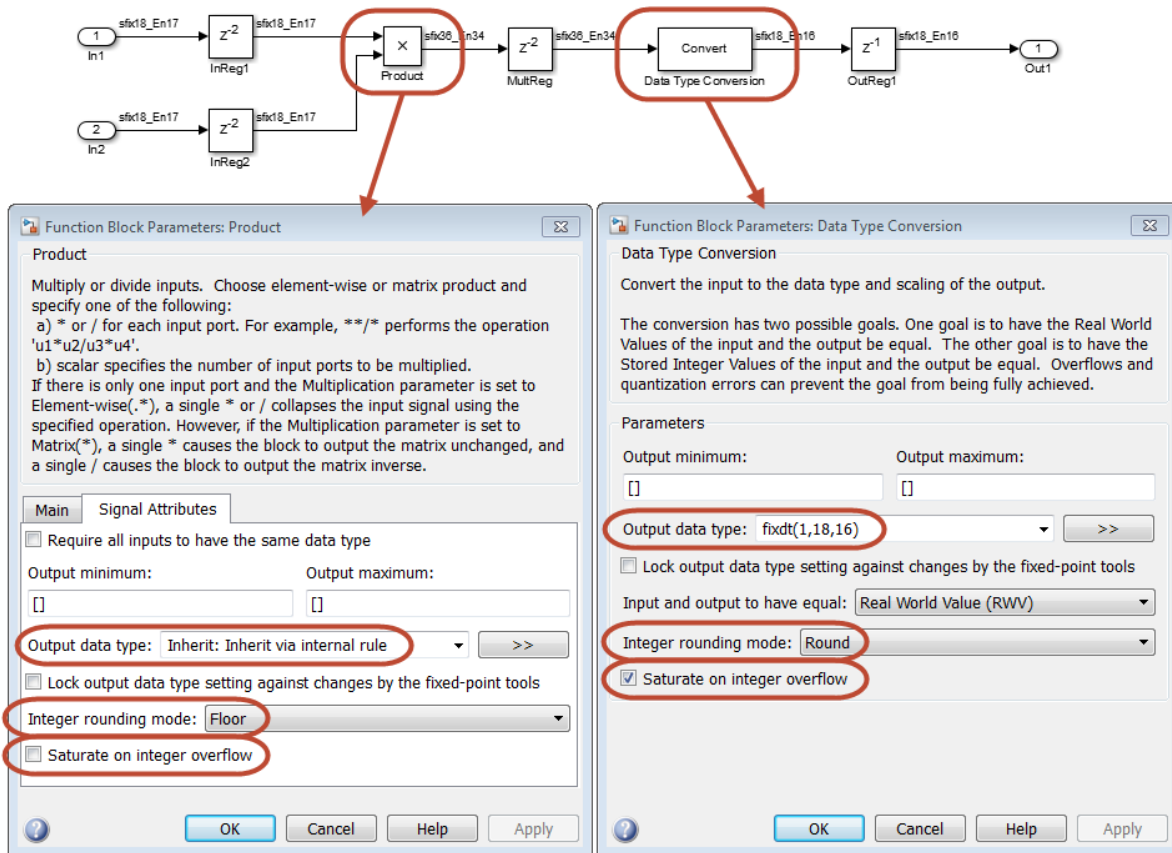 sfix18_En17
sfix18_En17
sfix36_En34
sfix36_En34
sfix18_En16
sfix18_En16
1
In1
z-2
InReg1
×
Product
z-2
MultReg
Convert
Data Type Conversion
z-1
OutReg1
1
Out1
sfix18_En17
sfix18_En17
2
In2
z-2
InReg2
Function Block Parameters: Product
Product
Multiply or divide inputs. Choose element-wise or matrix product and
specify one of the following:
a) * or / for each input port. For example, **/* performs the operation
'u1*u2/u3*u4'.
b) scalar specifies the number of input ports to be multiplied.
If there is only one input port and the Multiplication parameter is set to
Element-wise(.*), a single * or / collapses the input signal using the
specified operation. However, if the Multiplication parameter is set to
Matrix(*), a single * causes the block to output the matrix unchanged, and
a single / causes the block to output the matrix inverse.
Main
Signal Attributes
Require all inputs to have the same data type
Output minimum:
Output maximum:
[]
[]
Output data type: Inherit: Inherit via internal rule
>>
Lock output data type setting against changes by the fixed-point tools
Integer rounding mode: Floor
Saturate on integer overflow
OK
Cancel
Help
Apply
Function Block Parameters: Data Type Conversion
Data Type Conversion
Convert the input to the data type and scaling of the output.
The conversion has two possible goals. One goal is to have the Real World
Values of the input and the output be equal. The other goal is to have the
Stored Integer Values of the input and the output be equal. Overflows and
quantization errors can prevent the goal from being fully achieved.
Parameters
Output minimum:
Output maximum:
[]
[]
Output data type: fixdt(1,18,16)
>>
Lock output data type setting against changes by the fixed-point tools
Input and output to have equal: Real World Value (RWV)
Integer rounding mode: Round
Saturate on integer overflow
OK
Cancel
Help
Apply